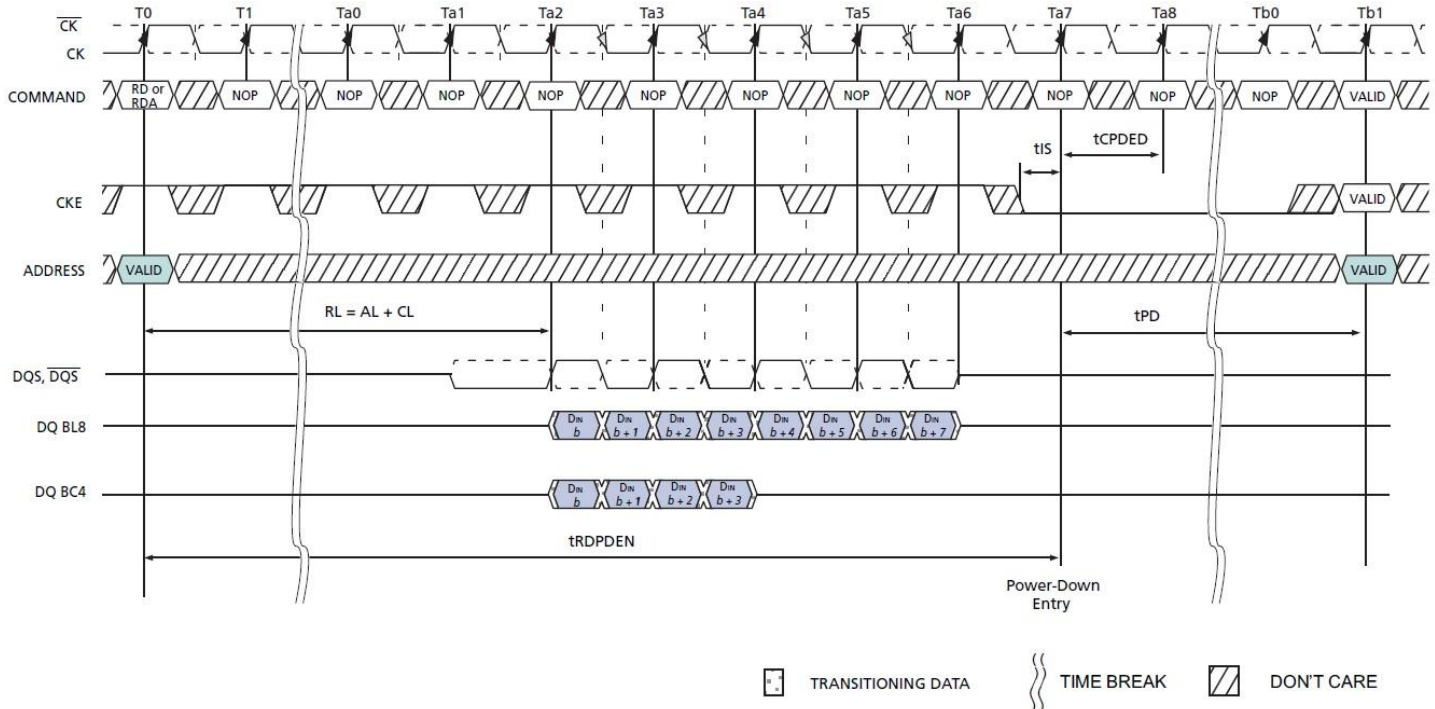 T0 T1 Ta0 Ta1 Ta2 Ta3 Ta4 Ta5 Ta6 Ta7 Ta8 Tb0 Tb1
CK
CK
COMMAND RD or RDA NOP NOP NOP NOP NOP NOP NOP NOP NOP NOP NOP VALID
tIS tCPDED
CKE VALID
ADDRESS VALID VALID
RL = AL + CL tPD
DQS, DQS
DQ BL8 DIN b DIN b + 1 DIN b + 2 DIN b + 3 DIN b + 4 DIN b + 5 DIN b + 6 DIN b + 7
DQ BC4 DIN b DIN b + 1 DIN b + 2 DIN b + 3
tRDPDEN
Power-Down
Entry
TRANSITIONING DATA TIME BREAK DON'T CARE